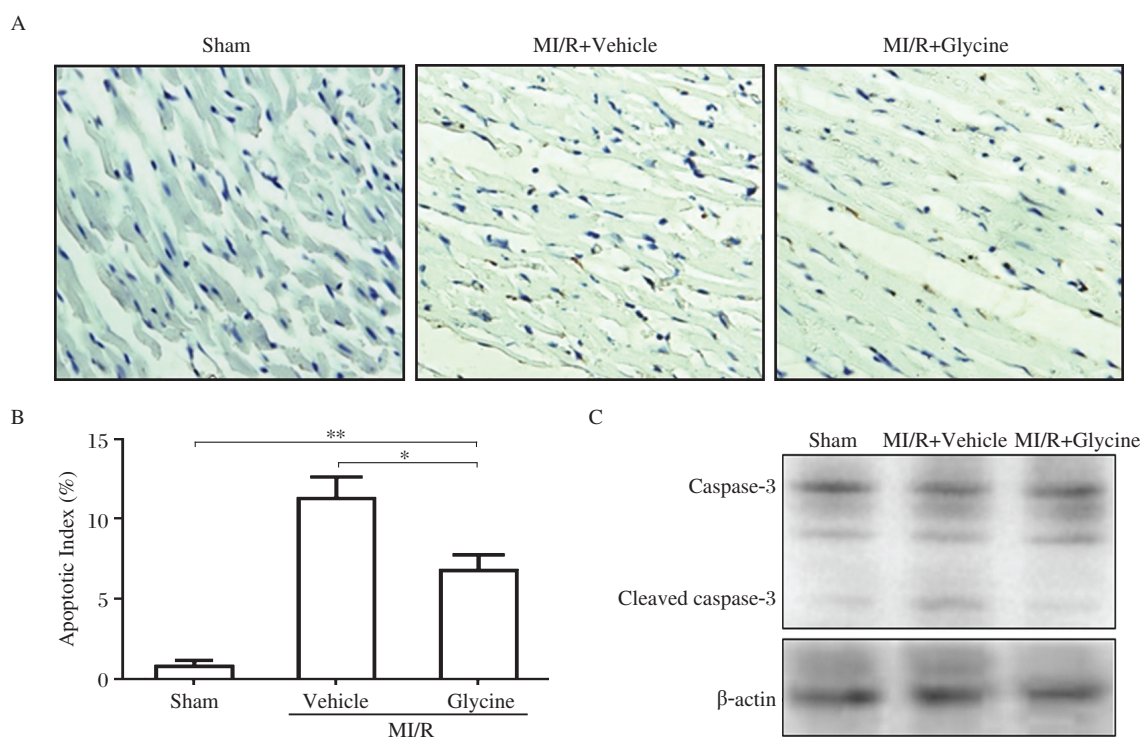 A
Sham
MI/R+Vehicle
MI/R+Glycine
B
Apoptotic Index (%)
15
10
5
0
**
*
Sham
Vehicle
Glycine
MI/R
C
Sham
MI/R+Vehicle
MI/R+Glycine
Caspase-3
Cleaved caspase-3
β-actin